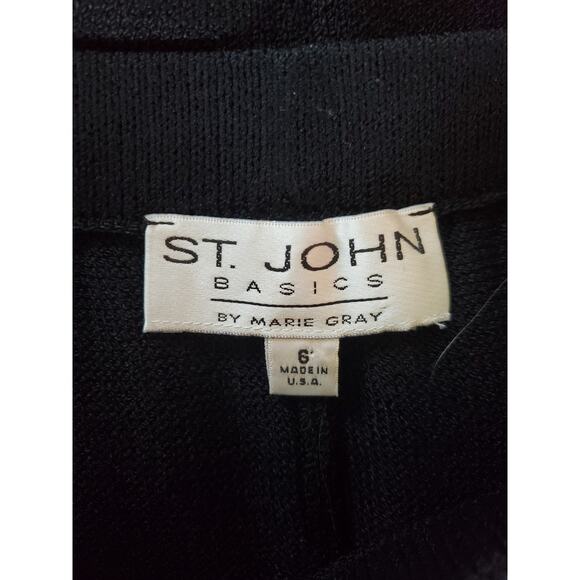 ST. JOHN
BASICS
BY MARIE GRAY
6
MADE IN
U.S.A.